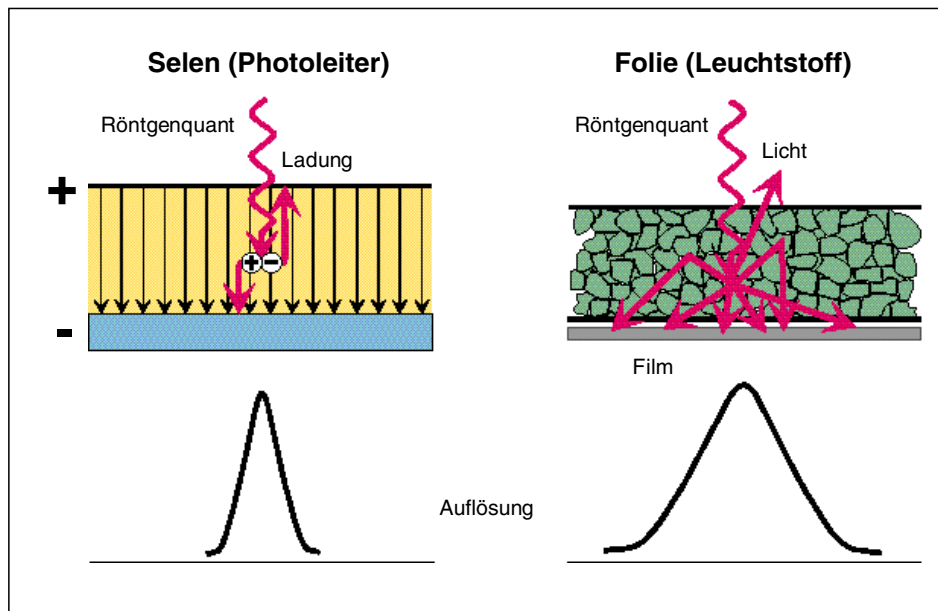 Selen (Photoleiter)
Folie (Leuchtstoff)
Röntgenquant
Ladung
Röntgenquant
Licht
+
+ −
-
Film
Auflösung